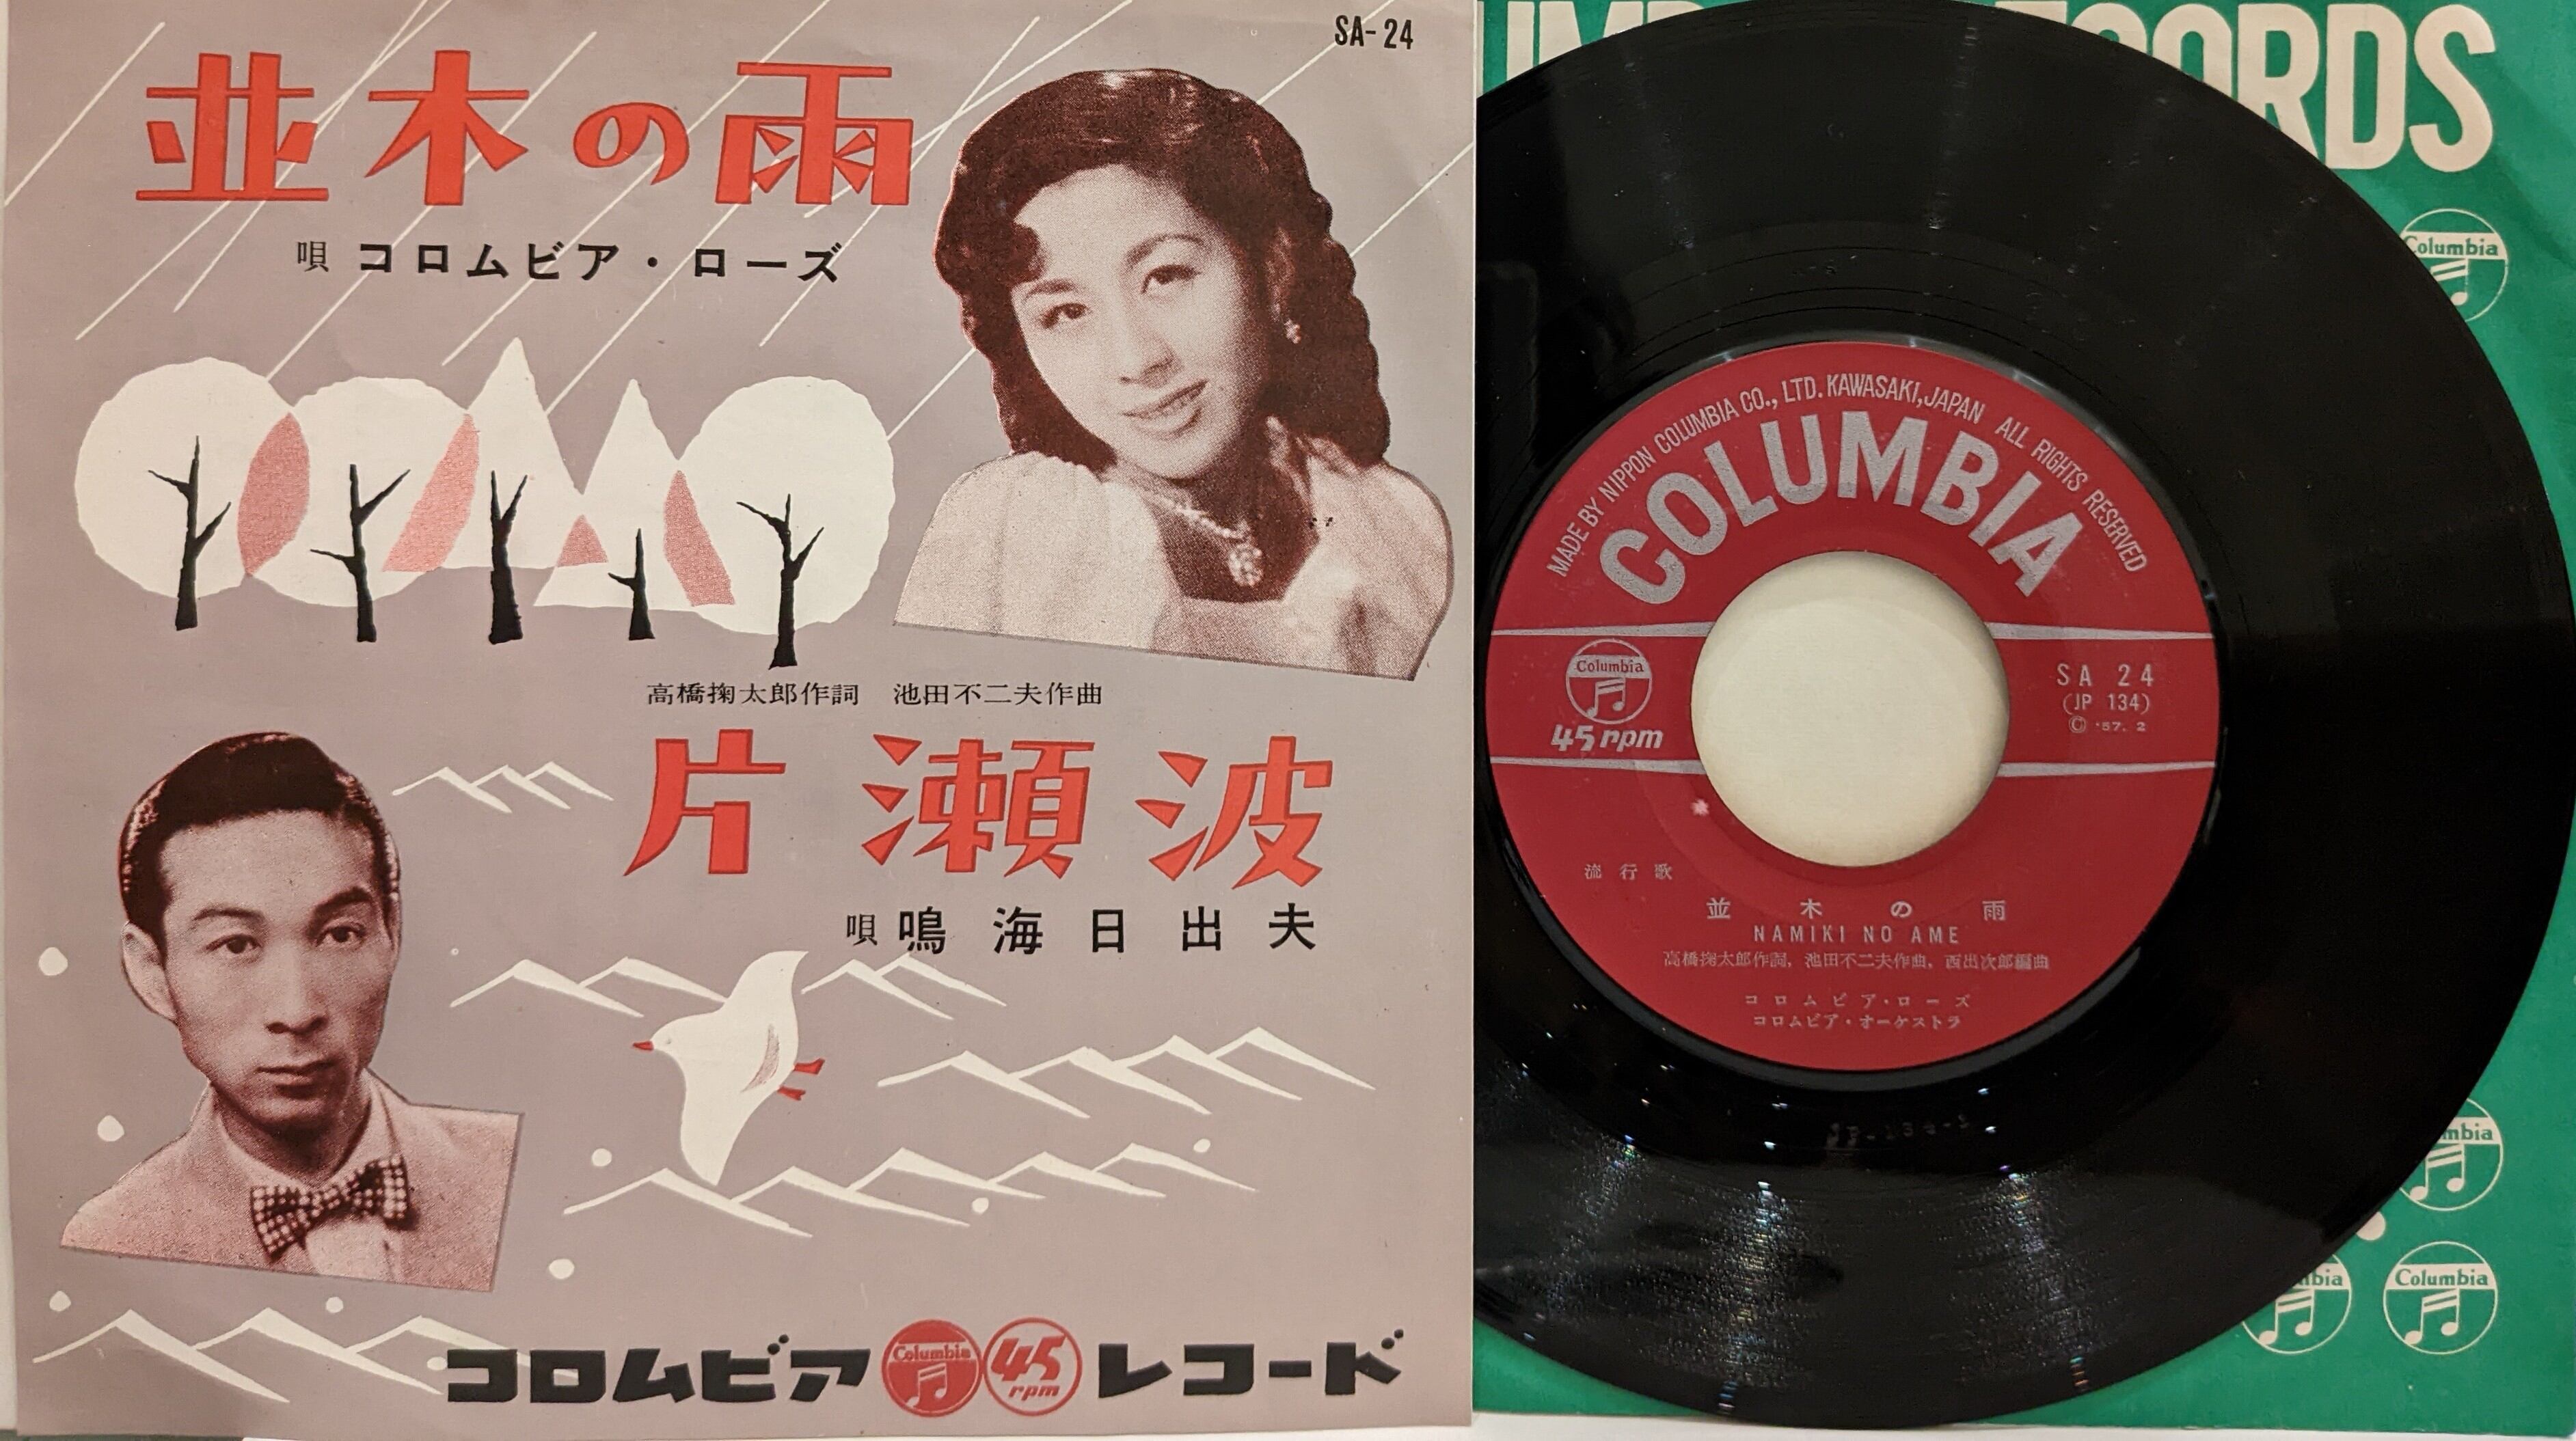 SA-24
並木の雨
唄 コロムビア・ローズ
高橋掬太郎作詞 池田不二夫作曲
片瀬波
唄 鳴海日出夫
コロムビア Columbia 45 rpm レコード
RECORDS
Columbia
MADE BY NIPPON COLUMBIA CO., LTD. KAWASAKI, JAPAN ALL RIGHTS RESERVED
COLUMBIA
Columbia
45 rpm
SA 24
(JP 134)
© '57. 2
流行歌
並木の雨
NAMIKI NO AME
高橋掬太郎作詞, 池田不二夫作曲, 西出次郎編曲
コロムビア・ローズ
コロムビア・オーケストラ
Columbia